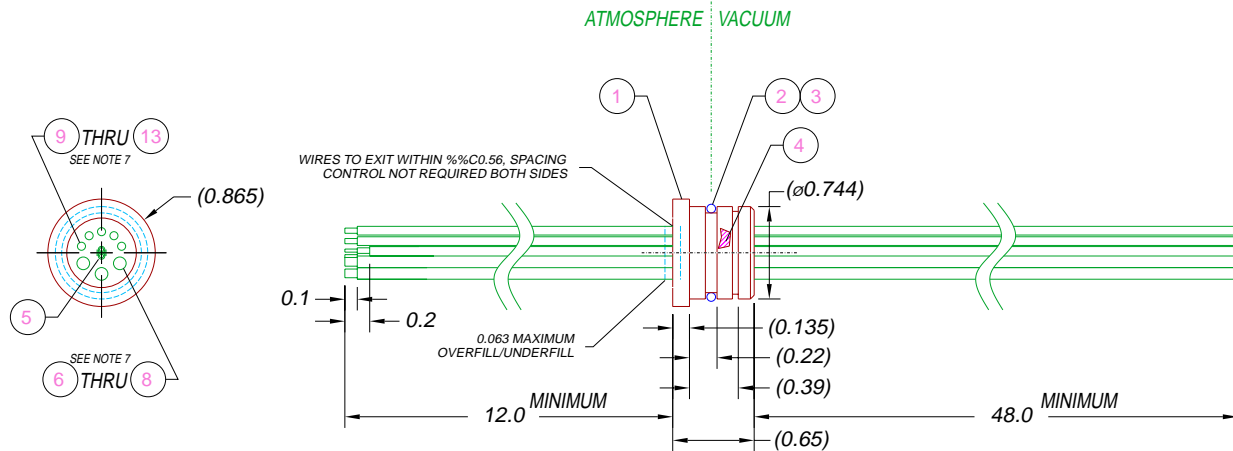 ATMOSPHERE VACUUM
1
2 3
4
9 THRU 13
SEE NOTE 7
(0.865)
WIRES TO EXIT WITHIN %%C0.56, SPACING
CONTROL NOT REQUIRED BOTH SIDES
(ø0.744)
5
0.1
0.2
0.063 MAXIMUM
OVERFILL/UNDERFILL
(0.135)
(0.22)
(0.39)
SEE NOTE 7
6 THRU 8
12.0 MINIMUM
48.0 MINIMUM
(0.65)